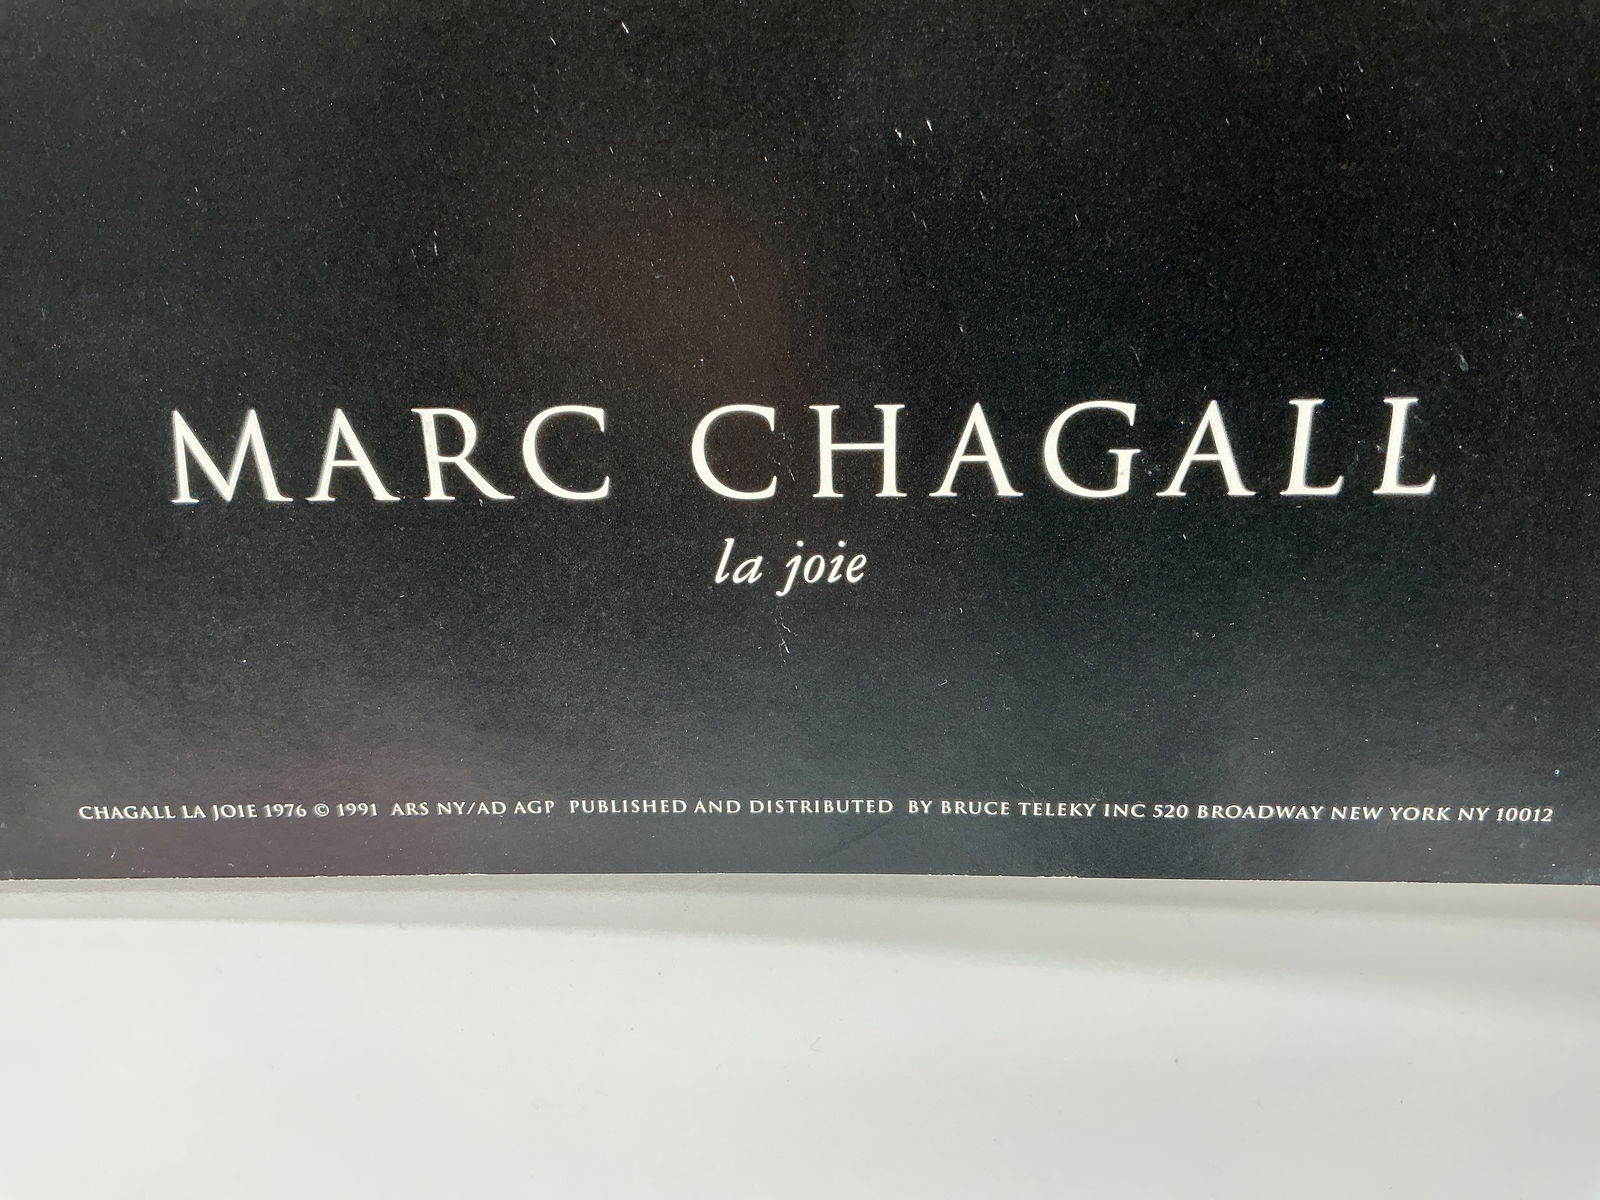 MARC CHAGALL
la joie
CHAGALL LA JOIE 1976 © 1991 ARS NY/AD AGP PUBLISHED AND DISTRIBUTED BY BRUCE TELEKY INC 520 BROADWAY NEW YORK NY 10012